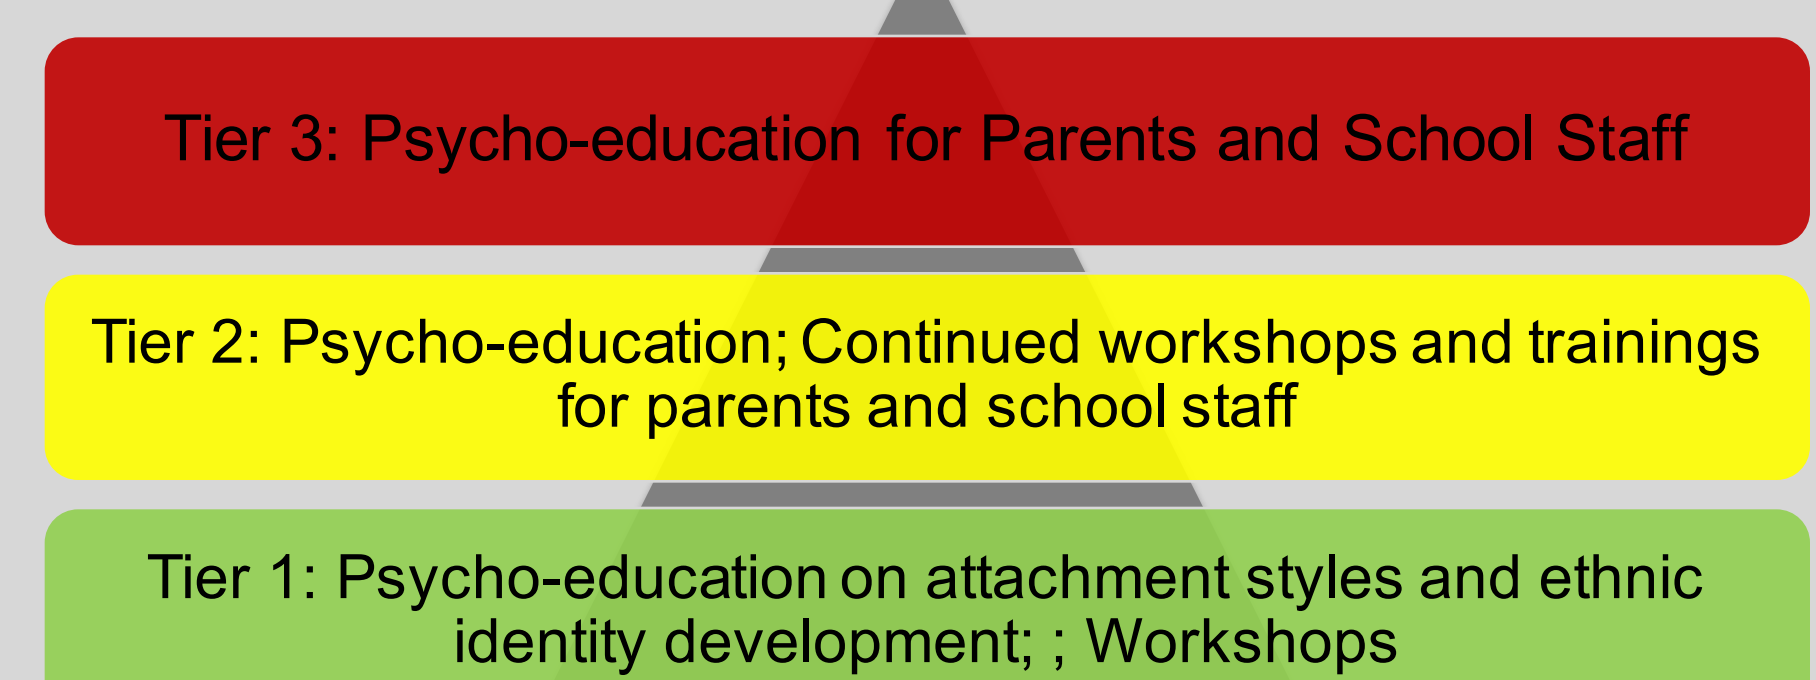 Tier 3: Psycho-education for Parents and School Staff
Tier 2: Psycho-education; Continued workshops and trainings
for parents and school staff
Tier 1: Psycho-education on attachment styles and ethnic
identity development; ; Workshops